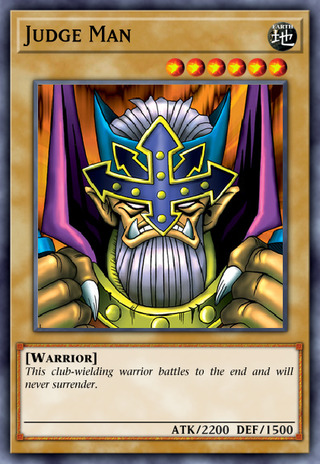 Judge Man
EARTH
地
[Warrior]
This club-wielding warrior battles to the end and will
never surrender.
ATK/2200 DEF/1500